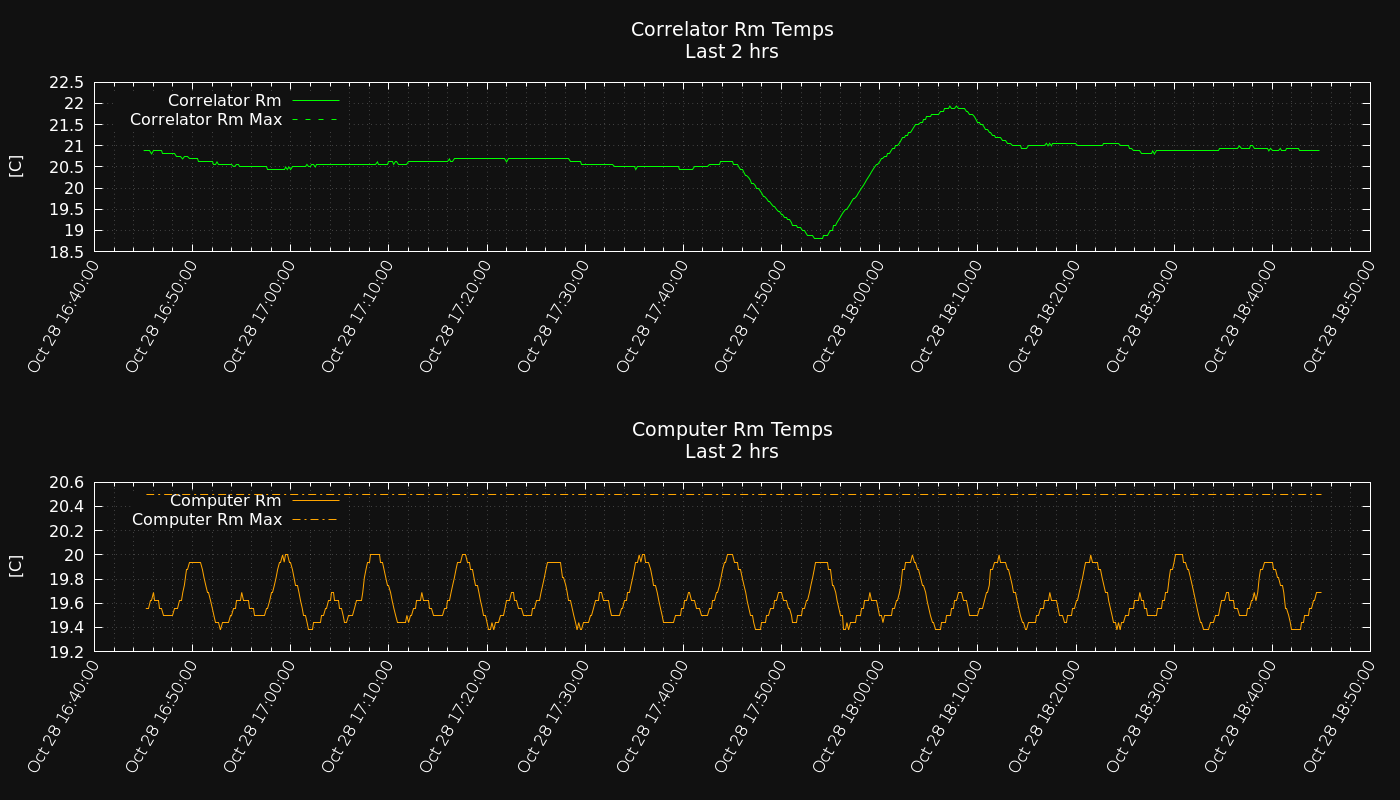 Correlator Rm Temps
Last 2 hrs
22.5
22
21.5
21
20.5
20
19.5
19
18.5
[C]
Correlator Rm
Correlator Rm Max
Oct 28 16:40:00
Oct 28 16:50:00
Oct 28 17:00:00
Oct 28 17:10:00
Oct 28 17:20:00
Oct 28 17:30:00
Oct 28 17:40:00
Oct 28 17:50:00
Oct 28 18:00:00
Oct 28 18:10:00
Oct 28 18:20:00
Oct 28 18:30:00
Oct 28 18:40:00
Oct 28 18:50:00
Computer Rm Temps
Last 2 hrs
20.6
20.4
20.2
20
19.8
19.6
19.4
19.2
[C]
Computer Rm
Computer Rm Max
Oct 28 16:40:00
Oct 28 16:50:00
Oct 28 17:00:00
Oct 28 17:10:00
Oct 28 17:20:00
Oct 28 17:30:00
Oct 28 17:40:00
Oct 28 17:50:00
Oct 28 18:00:00
Oct 28 18:10:00
Oct 28 18:20:00
Oct 28 18:30:00
Oct 28 18:40:00
Oct 28 18:50:00